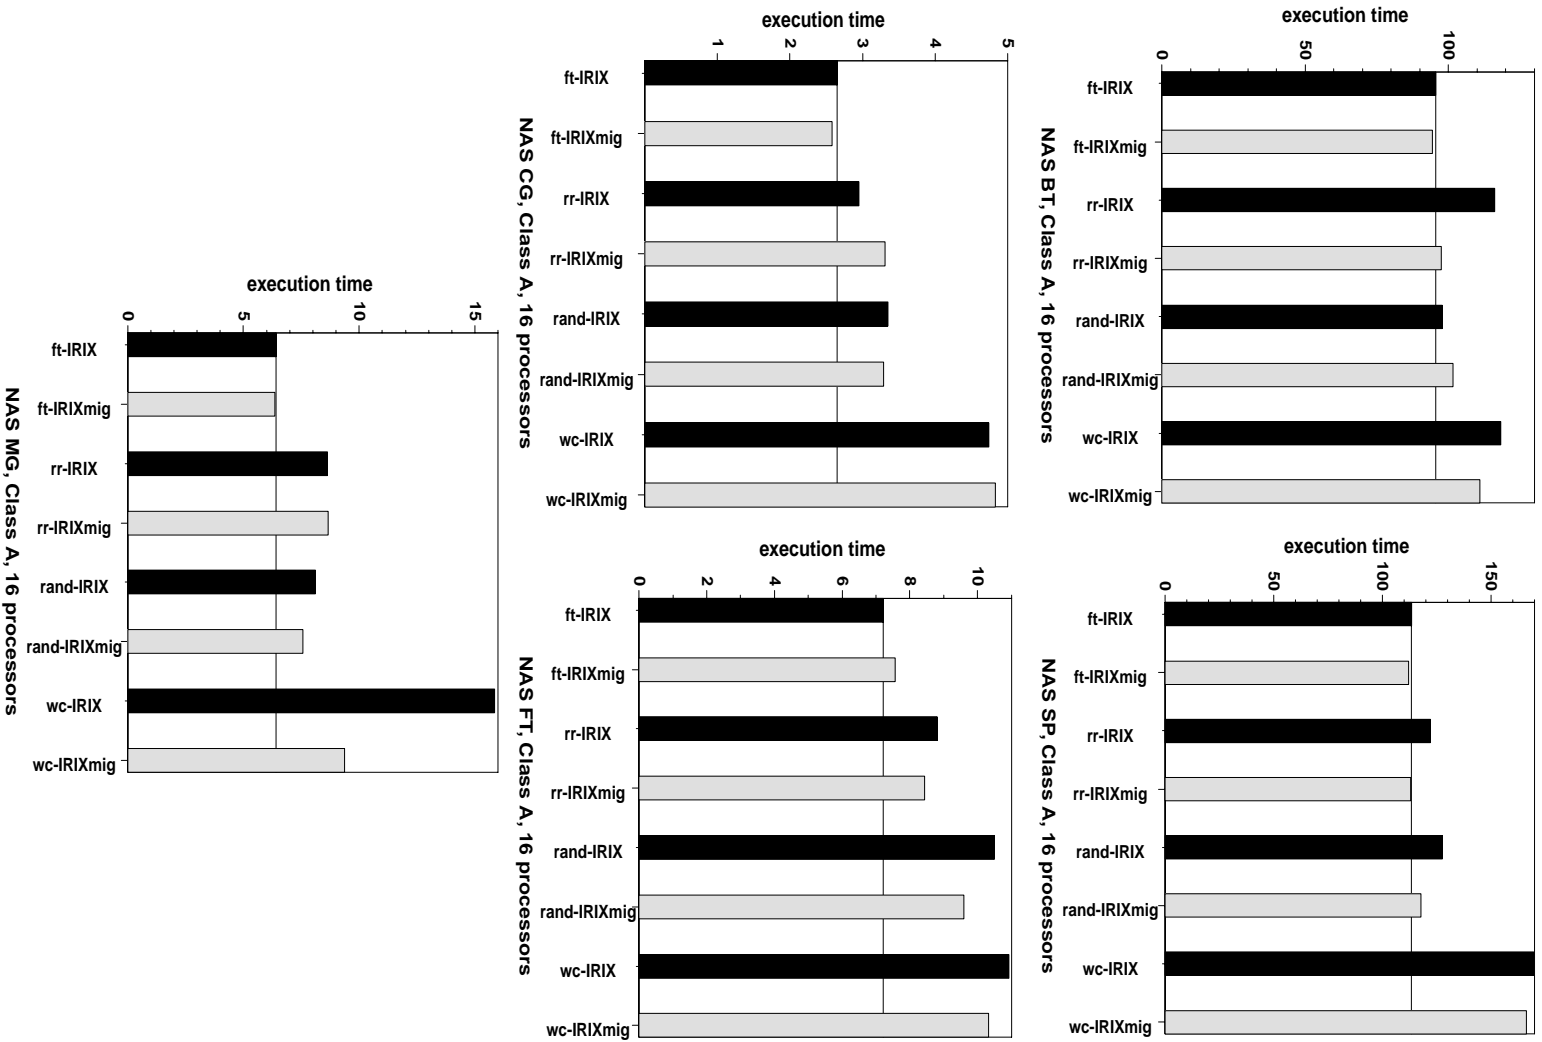 execution time
0
50
100
ft-IRIX
ft-IRIXmig
rr-IRIX
rr-IRIXmig
rand-IRIX
rand-IRIXmig
wc-IRIX
wc-IRIXmig
NAS BT, Class A, 16 processors
execution time
0
50
100
150
ft-IRIX
ft-IRIXmig
rr-IRIX
rr-IRIXmig
rand-IRIX
rand-IRIXmig
wc-IRIX
wc-IRIXmig
NAS SP, Class A, 16 processors
execution time
1
2
3
4
5
ft-IRIX
ft-IRIXmig
rr-IRIX
rr-IRIXmig
rand-IRIX
rand-IRIXmig
wc-IRIX
wc-IRIXmig
NAS CG, Class A, 16 processors
execution time
0
2
4
6
8
10
ft-IRIX
ft-IRIXmig
rr-IRIX
rr-IRIXmig
rand-IRIX
rand-IRIXmig
wc-IRIX
wc-IRIXmig
NAS FT, Class A, 16 processors
execution time
0
5
10
15
ft-IRIX
ft-IRIXmig
rr-IRIX
rr-IRIXmig
rand-IRIX
rand-IRIXmig
wc-IRIX
wc-IRIXmig
NAS MG, Class A, 16 processors